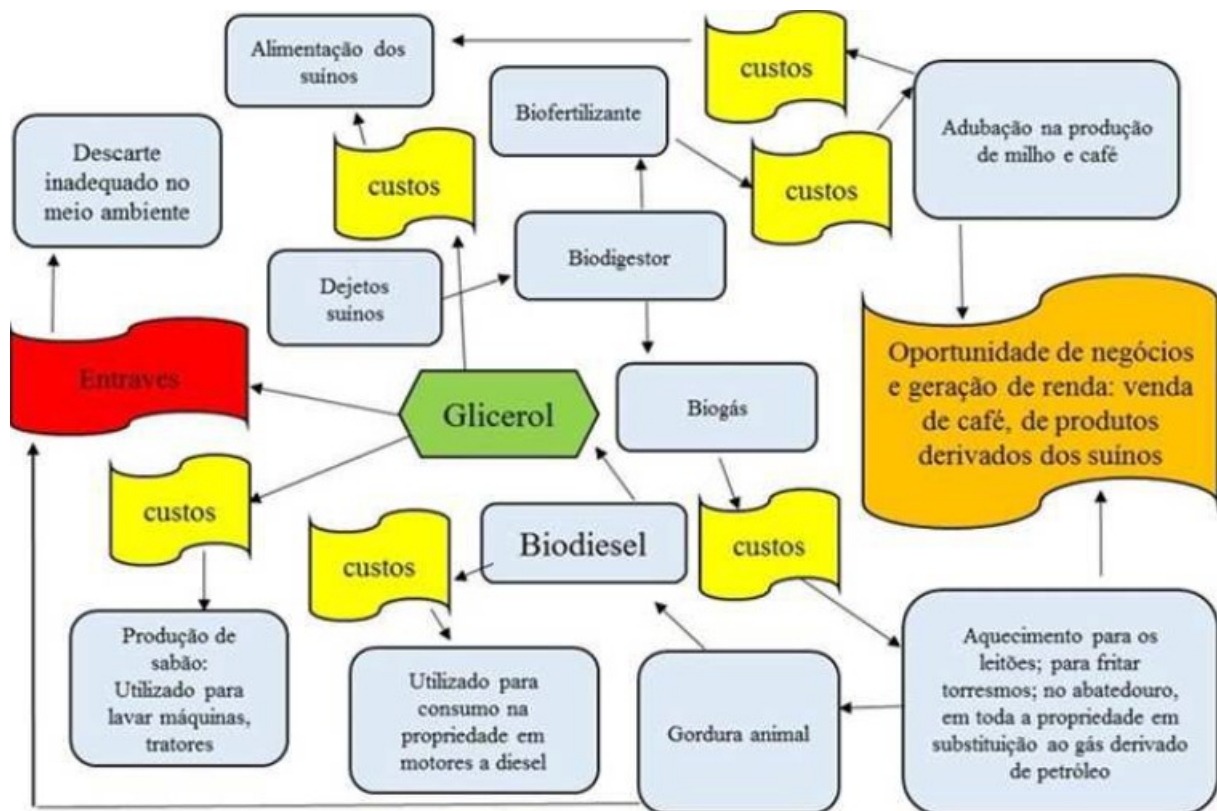 Alimentação dos
suínos
custos
Biofertilizante
Adubação na produção
de milho e café
Descarte
inadequado no
meio ambiente
custos
custos
Dejetos
suínos
Biodigestor
Entraves
Glicerol
Biogás
Oportunidade de negócios
e geração de renda: venda
de café, de produtos
derivados dos suínos
custos
custos
Biodiesel
custos
Produção de
sabão:
Utilizado para
lavar máquinas,
tratores
Utilizado para
consumo na
propriedade em
motores a diesel
Gordura animal
Aquecimento para os
leitões; para fritar
torresmos; no abatedouro,
em toda a propriedade em
substituição ao gás derivado
de petróleo